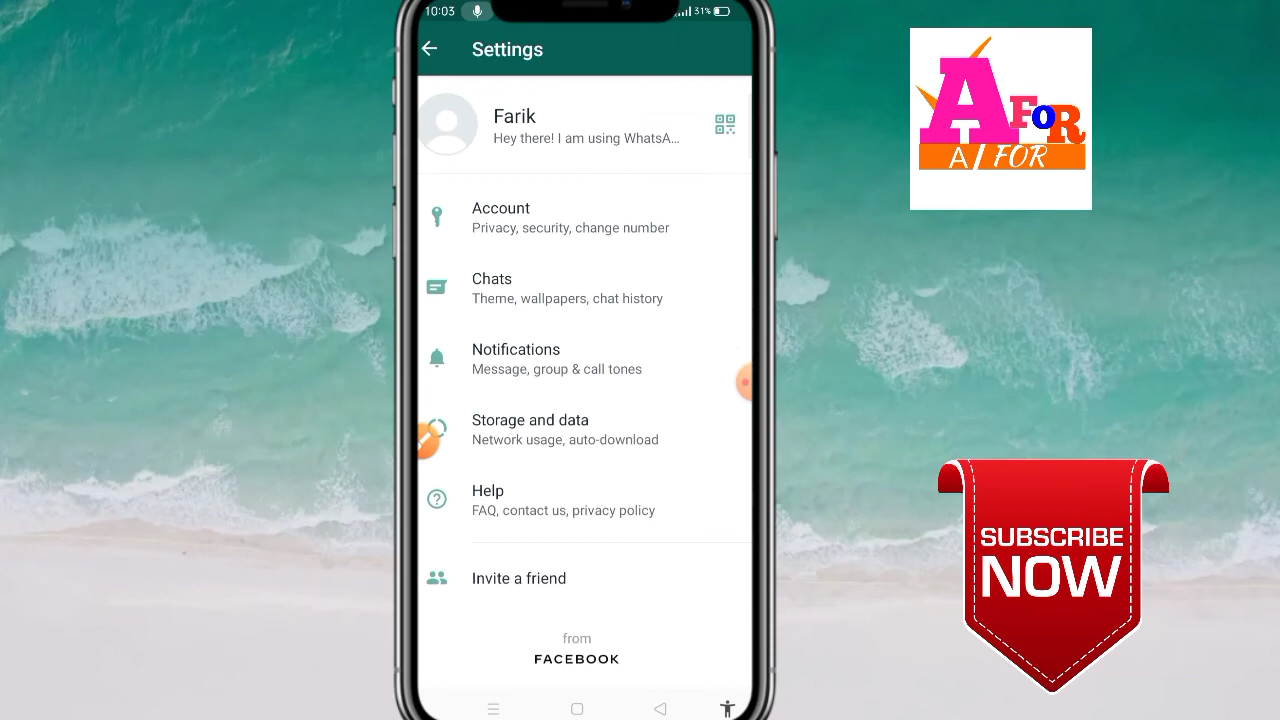 10:03
31%
Settings
Farik
Hey there! I am using WhatsA...
Account
Privacy, security, change number
Chats
Theme, wallpapers, chat history
Notifications
Message, group & call tones
Storage and data
Network usage, auto-download
Help
FAQ, contact us, privacy policy
Invite a friend
from
FACEBOOK
A FOR
A/ FOR
SUBSCRIBE
NOW